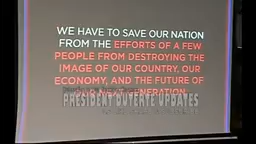 WE HAVE TO SAVE OUR NATION
FROM THE EFFORTS OF A FEW
PEOPLE FROM DESTROYING THE
IMAGE OF OUR COUNTRY, OUR
ECONOMY, AND THE FUTURE OF
PRESIDENT DUTERTE UPDATES